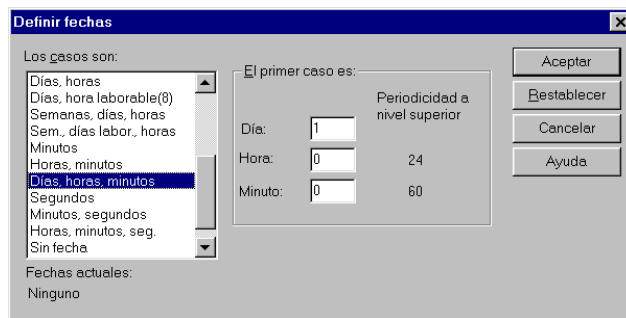 Definir fechas
Los casos son:
Días, horas
Días, hora laborable(8)
Semanas, días, horas
Sem., días labor., horas
Minutos
Horas, minutos
Días, horas, minutos
Segundos
Minutos, segundos
Horas, minutos, seg.
Sin fecha
Fechas actuales:
Ninguno
El primer caso es:
Periodicidad a
nivel superior
Día: 1
Hora: 0 24
Minuto: 0 60
Aceptar
Restablecer
Cancelar
Ayuda